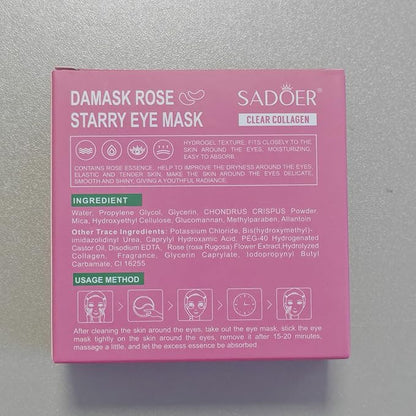 DAMASK ROSE
STARRY EYE MASK
SADOER®
CLEAR COLLAGEN
HYDROGEL TEXTURE, FITS CLOSELY TO THE
SKIN AROUND THE EYES, MOISTURIZING,
EASY TO ABSORB.
CONTAINS ROSE ESSENCE, HELP TO IMPROVE THE DRYNESS AROUND THE EYES,
ELASTIC AND TENDER SKIN, MAKE THE SKIN AROUND THE EYES DELICATE,
SMOOTH AND SHINY, GIVING A YOUTHFUL RADIANCE.
INGREDIENT
Water, Propylene Glycol, Glycerin, CHONDRUS CRISPUS Powder,
Mica, Hydroxyethyl Cellulose, Glucomannan, Methylparaben, Allantoin
Other Trace Ingredients: Potassium Chloride, Bis(hydroxymethyl)-
imidazolidinyl Urea, Caprylyl Hydroxamic Acid, PEG-40 Hydrogenated
Castor Oil, Disodium EDTA, Rose (rosa Rugosa) Flower Extract,Hydrolyzed
Collagen, Fragrance, Glycerin Caprylate, Iodopropynyl Butyl
Carbamate, CI 16255
USAGE METHOD
After cleaning the skin around the eyes, take out the eye mask, stick the eye
mask tightly on the skin around the eyes, remove it after 15-20 minutes,
massage a little, and let the excess essence be absorbed.